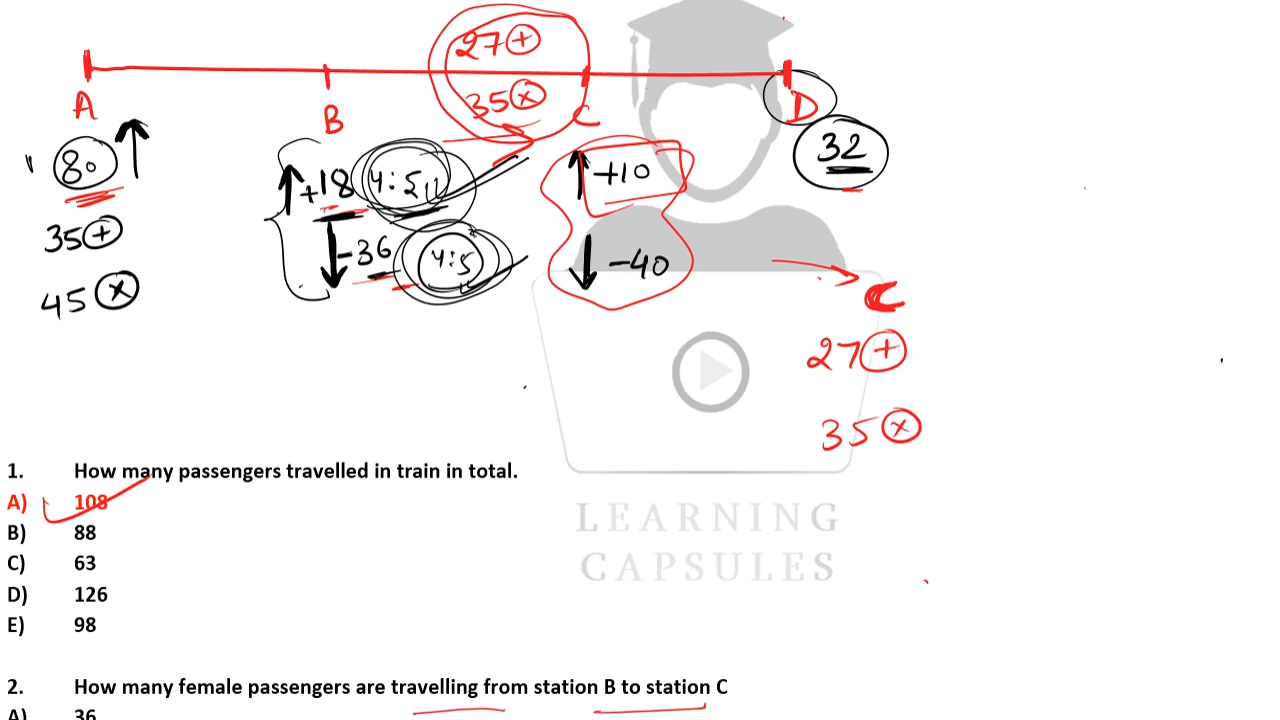 27+
35×
A
B
C
D
80
+18 4:5
+10
32
35+
-36 4:5
-40
45×
C
27+
35×
1. How many passengers travelled in train in total.
A) 108
B) 88
C) 63
D) 126
E) 98
LEARNING
CAPSULES
2. How many female passengers are travelling from station B to station C
A) 36